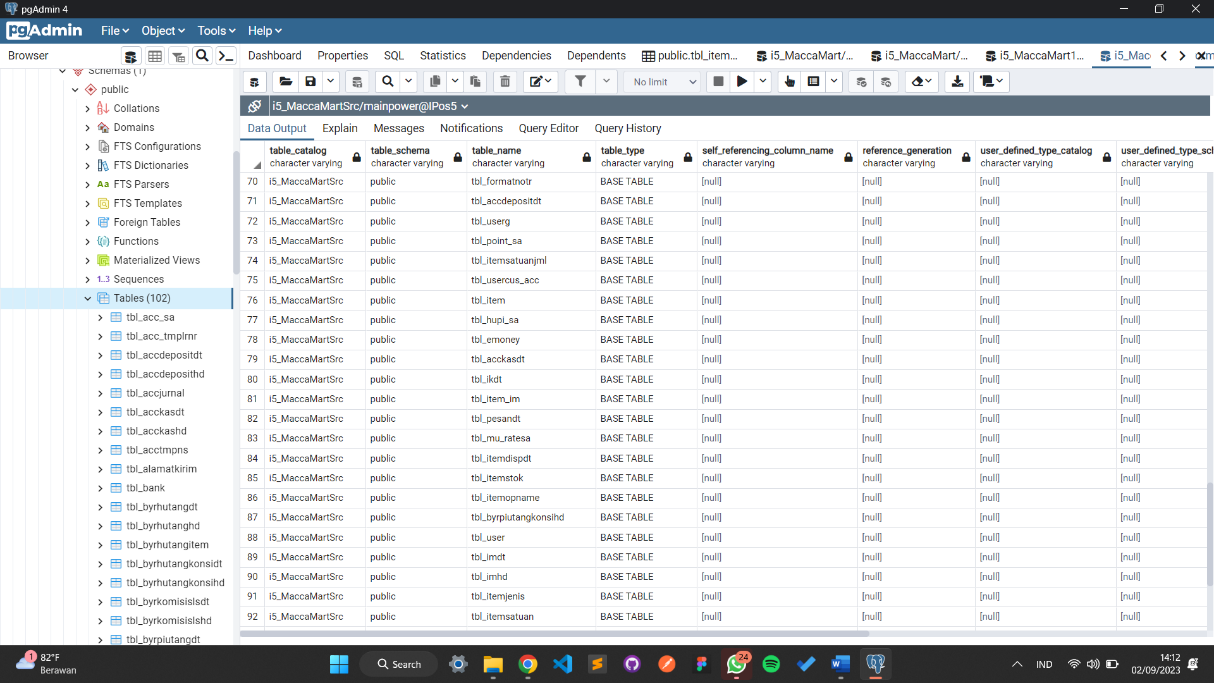 pgAdmin 4
pgAdmin File Object Tools Help
Browser
Dashboard Properties SQL Statistics Dependencies Dependents public.tbl_item... i5_MaccaMart/... i5_MaccaMart/... i5_MaccaMart1... i5_Macc
Schemas (1)
public
Collations
Domains
FTS Configurations
FTS Dictionaries
FTS Parsers
FTS Templates
Foreign Tables
Functions
Materialized Views
1..3 Sequences
Tables (102)
tbl_acc_sa
tbl_acc_tmplrnr
tbl_accdepositdt
tbl_accdeposithd
tbl_accjurnal
tbl_acckasdt
tbl_acckashd
tbl_acctmpns
tbl_alamatkirim
tbl_bank
tbl_byrhutangdt
tbl_byrhutanghd
tbl_byrhutangitem
tbl_byrhutangkonsidt
tbl_byrhutangkonsihd
tbl_byrkomisislsdt
tbl_byrkomisislshd
tbl_byrpiutangdt
No limit
i5_MaccaMartSrc/mainpower@IPos5
Data Output Explain Messages Notifications Query Editor Query History
table_catalog table_schema table_name table_type self_referencing_column_name reference_generation user_defined_type_catalog user_defined_type_scl
character varying character varying character varying character varying character varying character varying character varying character varying
70 i5_MaccaMartSrc public tbl_formatnotr BASE TABLE [null] [null] [null] [null]
71 i5_MaccaMartSrc public tbl_accdepositdt BASE TABLE [null] [null] [null] [null]
72 i5_MaccaMartSrc public tbl_userg BASE TABLE [null] [null] [null] [null]
73 i5_MaccaMartSrc public tbl_point_sa BASE TABLE [null] [null] [null] [null]
74 i5_MaccaMartSrc public tbl_itemsatuanjml BASE TABLE [null] [null] [null] [null]
75 i5_MaccaMartSrc public tbl_usercus_acc BASE TABLE [null] [null] [null] [null]
76 i5_MaccaMartSrc public tbl_item BASE TABLE [null] [null] [null] [null]
77 i5_MaccaMartSrc public tbl_hupi_sa BASE TABLE [null] [null] [null] [null]
78 i5_MaccaMartSrc public tbl_emoney BASE TABLE [null] [null] [null] [null]
79 i5_MaccaMartSrc public tbl_acckasdt BASE TABLE [null] [null] [null] [null]
80 i5_MaccaMartSrc public tbl_ikdt BASE TABLE [null] [null] [null] [null]
81 i5_MaccaMartSrc public tbl_item_im BASE TABLE [null] [null] [null] [null]
82 i5_MaccaMartSrc public tbl_pesandt BASE TABLE [null] [null] [null] [null]
83 i5_MaccaMartSrc public tbl_mu_ratesa BASE TABLE [null] [null] [null] [null]
84 i5_MaccaMartSrc public tbl_itemdispdt BASE TABLE [null] [null] [null] [null]
85 i5_MaccaMartSrc public tbl_itemstok BASE TABLE [null] [null] [null] [null]
86 i5_MaccaMartSrc public tbl_itemopname BASE TABLE [null] [null] [null] [null]
87 i5_MaccaMartSrc public tbl_byrpiutangkonsihd BASE TABLE [null] [null] [null] [null]
88 i5_MaccaMartSrc public tbl_user BASE TABLE [null] [null] [null] [null]
89 i5_MaccaMartSrc public tbl_imdt BASE TABLE [null] [null] [null] [null]
90 i5_MaccaMartSrc public tbl_imhd BASE TABLE [null] [null] [null] [null]
91 i5_MaccaMartSrc public tbl_itemjenis BASE TABLE [null] [null] [null] [null]
92 i5_MaccaMartSrc public tbl_itemsatuan BASE TABLE [null] [null] [null] [null]
1 82°F
Berawan
Search
24
IND
14:12
02/09/2023